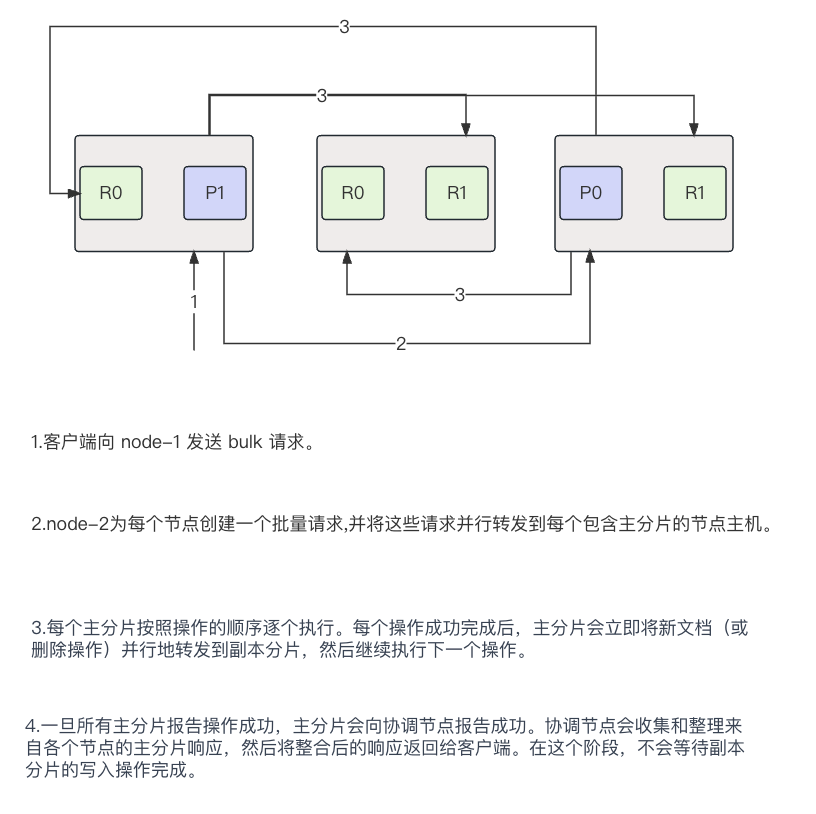 3
3
R0
P1
R0
R1
P0
R1
1
3
2
1.客户端向 node-1 发送 bulk 请求。
2.node-2为每个节点创建一个批量请求,并将这些请求并行转发到每个包含主分片的节点主机。
3.每个主分片按照操作的顺序逐个执行。每个操作成功完成后，主分片会立即将新文档（或
删除操作）并行地转发到副本分片，然后继续执行下一个操作。
4.一旦所有主分片报告操作成功，主分片会向协调节点报告成功。协调节点会收集和整理来
自各个节点的主分片响应，然后将整合后的响应返回给客户端。在这个阶段，不会等待副本
分片的写入操作完成。